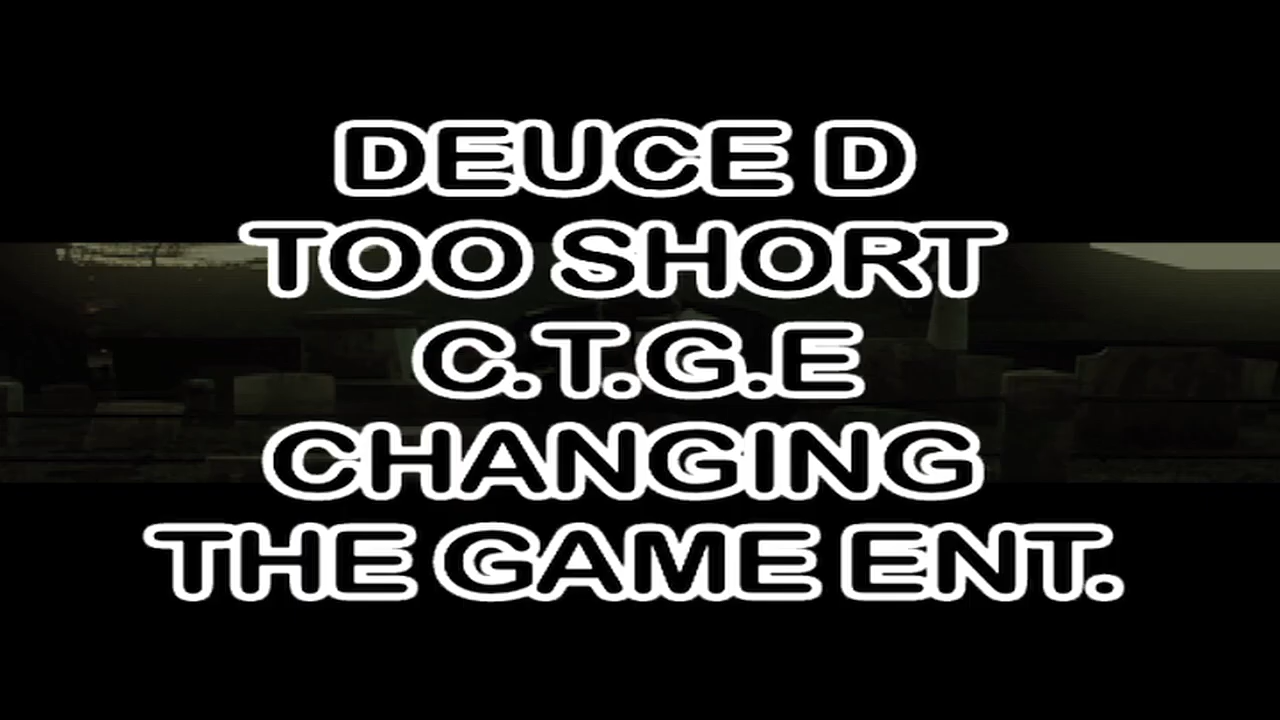 DEUCE D
TOO SHORT
C.T.G.E
CHANGING
THE GAME ENT.